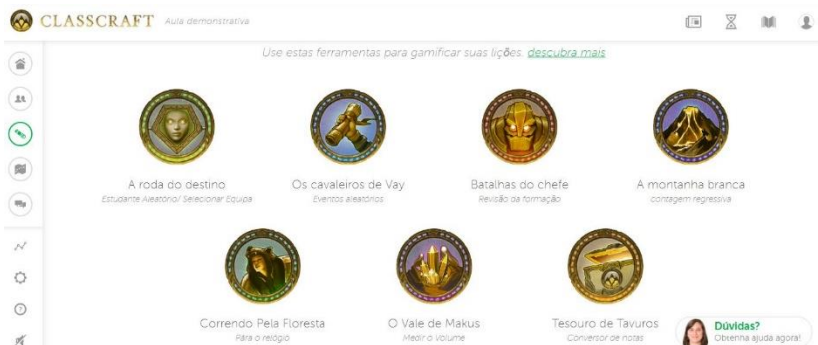 CLASSCRAFT Aula demonstrativa
Use estas ferramentas para gamificar suas lições. descubra mais
A roda do destino
Estudante Aleatório/ Selecionar Equipa
Os cavaleiros de Vay
Eventos aleatórios
Batalhas do chefe
Revisão da formação
A montanha branca
contagem regressiva
Correndo Pela Floresta
Pára o relógio
O Vale de Makus
Medir o Volume
Tesouro de Tavuros
Conversor de notas
Dúvidas?
Obtenha ajuda agora!